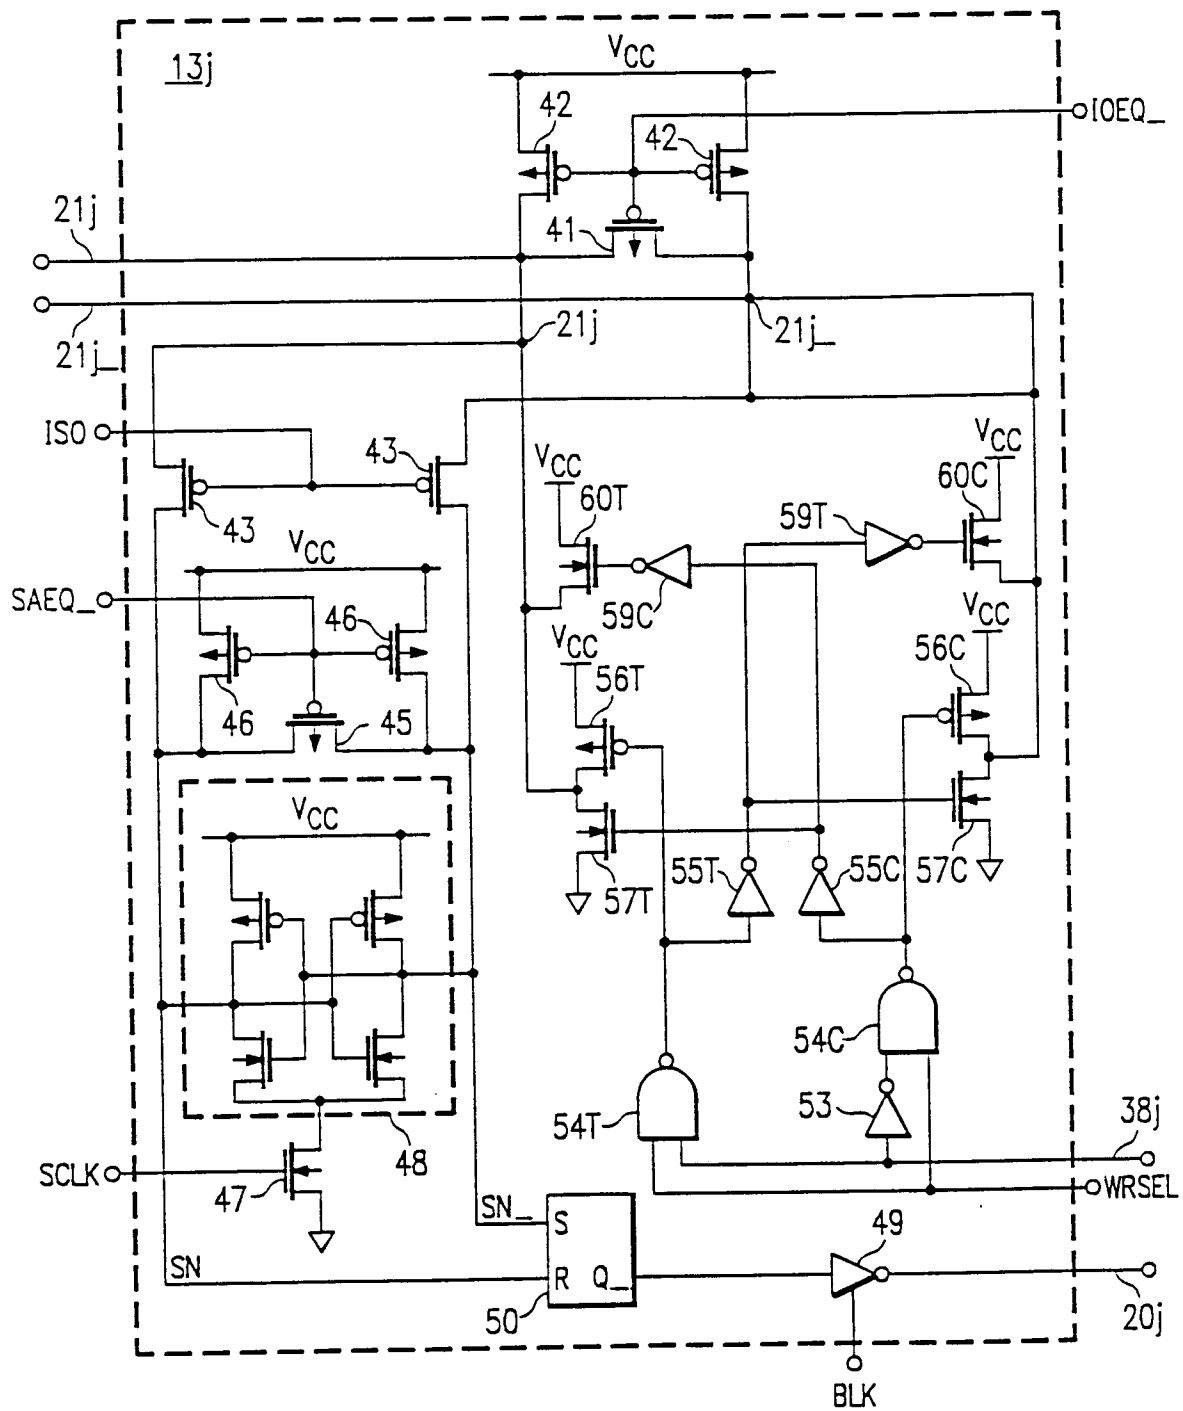 13j
VCC
IOEQ_
42
42
41
21j
21j_
21j
21j_
ISO
43
43
VCC
60T
VCC
60C
59T
59C
VCC
SAEQ_
46
46
45
VCC
56T
57T
VCC
56C
57C
55T
55C
VCC
48
54C
53
54T
38j
WRSEL
SCLK
47
SN_
SN
S
R
Q_
50
49
20j
BLK